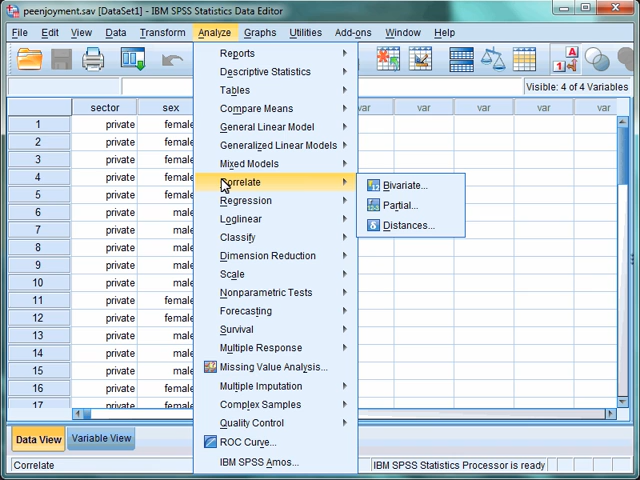 peenjoyment.sav [DataSet1] - IBM SPSS Statistics Data Editor
File Edit View Data Transform Analyze Graphs Utilities Add-ons Window Help
Visible: 4 of 4 Variables
sector sex var var var var var
1 private female
2 private female
3 private female
4 private female
5 private female
6 private male
7 private female
8 private female
9 private male
10 private male
11 private female
12 private female
13 private male
14 private male
15 private male
16 private female
17 private female
Reports
Descriptive Statistics
Tables
Compare Means
General Linear Model
Generalized Linear Models
Mixed Models
Correlate
Regression
Loglinear
Classify
Dimension Reduction
Scale
Nonparametric Tests
Forecasting
Survival
Multiple Response
Missing Value Analysis...
Multiple Imputation
Complex Samples
Quality Control
ROC Curve...
IBM SPSS Amos...
Bivariate...
Partial...
Distances...
Data View Variable View
Correlate
IBM SPSS Statistics Processor is ready